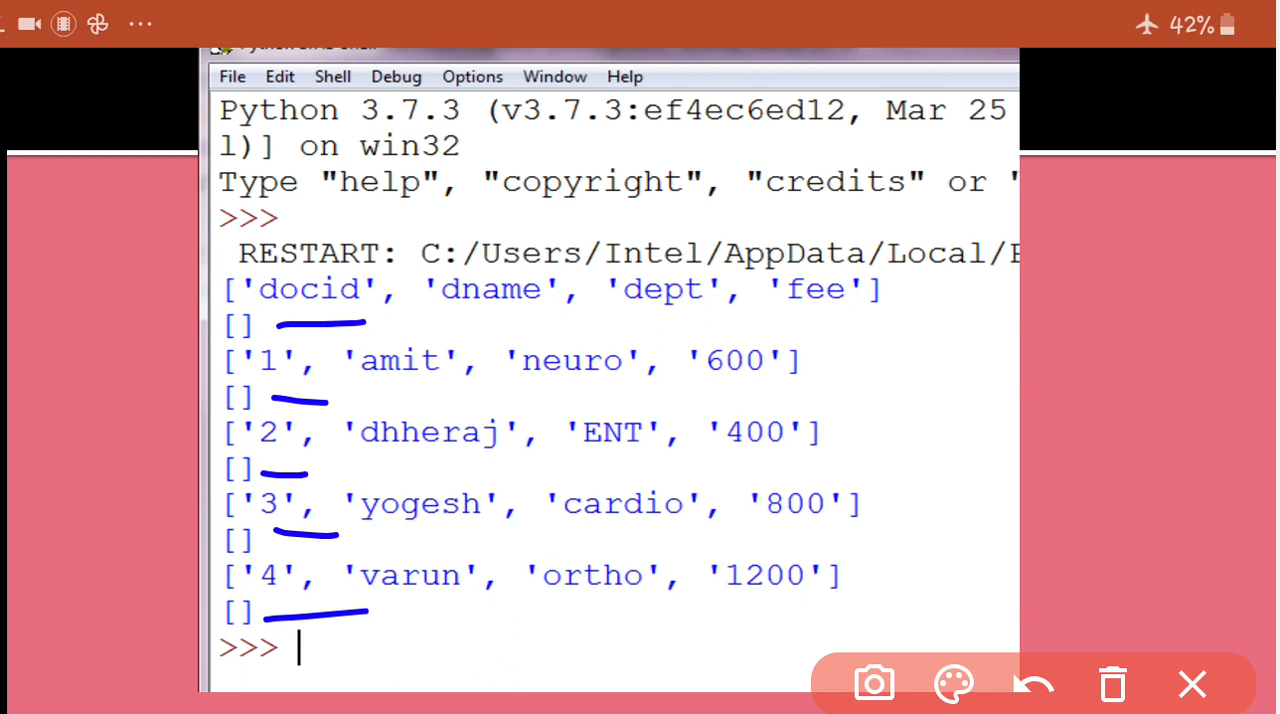 42%
File Edit Shell Debug Options Window Help
Python 3.7.3 (v3.7.3:ef4ec6ed12, Mar 25
l)] on win32
Type "help", "copyright", "credits" or "
>>>
RESTART: C:/Users/Intel/AppData/Local/
['docid', 'dname', 'dept', 'fee']
[]
['1', 'amit', 'neuro', '600']
[]
['2', 'dhheraj', 'ENT', '400']
[]
['3', 'yogesh', 'cardio', '800']
[]
['4', 'varun', 'ortho', '1200']
[]
>>>